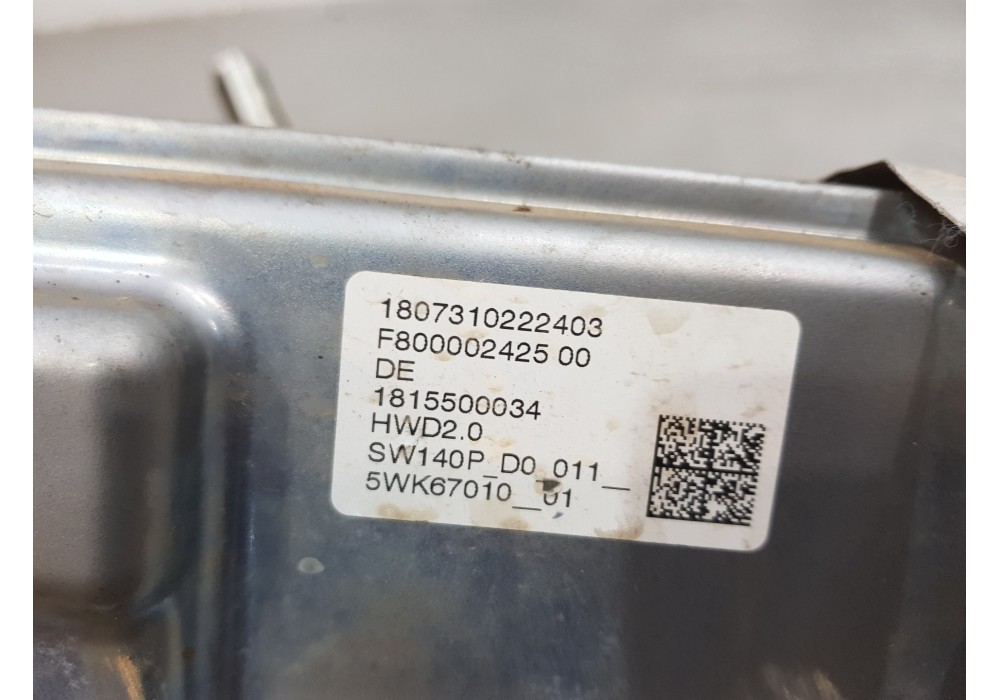 1807310222403
F800002425 00
DE
1815500034
HWD2.0
SW140P_D0_011__
5WK67010__01